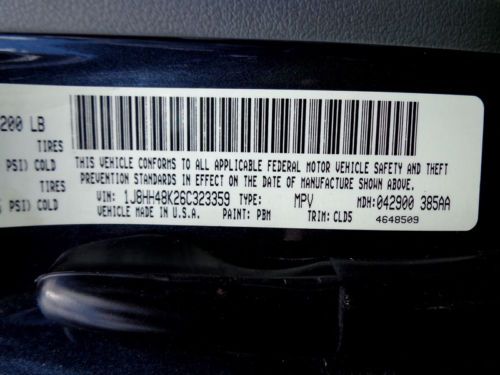 200 LB
TIRES
PSI) COLD
TIRES
PSI) COLD
THIS VEHICLE CONFORMS TO ALL APPLICABLE FEDERAL MOTOR VEHICLE SAFETY AND THEFT
PREVENTION STANDARDS IN EFFECT ON THE DATE OF MANUFACTURE SHOWN ABOVE.
VIN: 1J8HH48K26C323359 TYPE: MPV MDH: 042900 385AA
VEHICLE MADE IN U.S.A. PAINT: PBM TRIM: CLD5 4648509